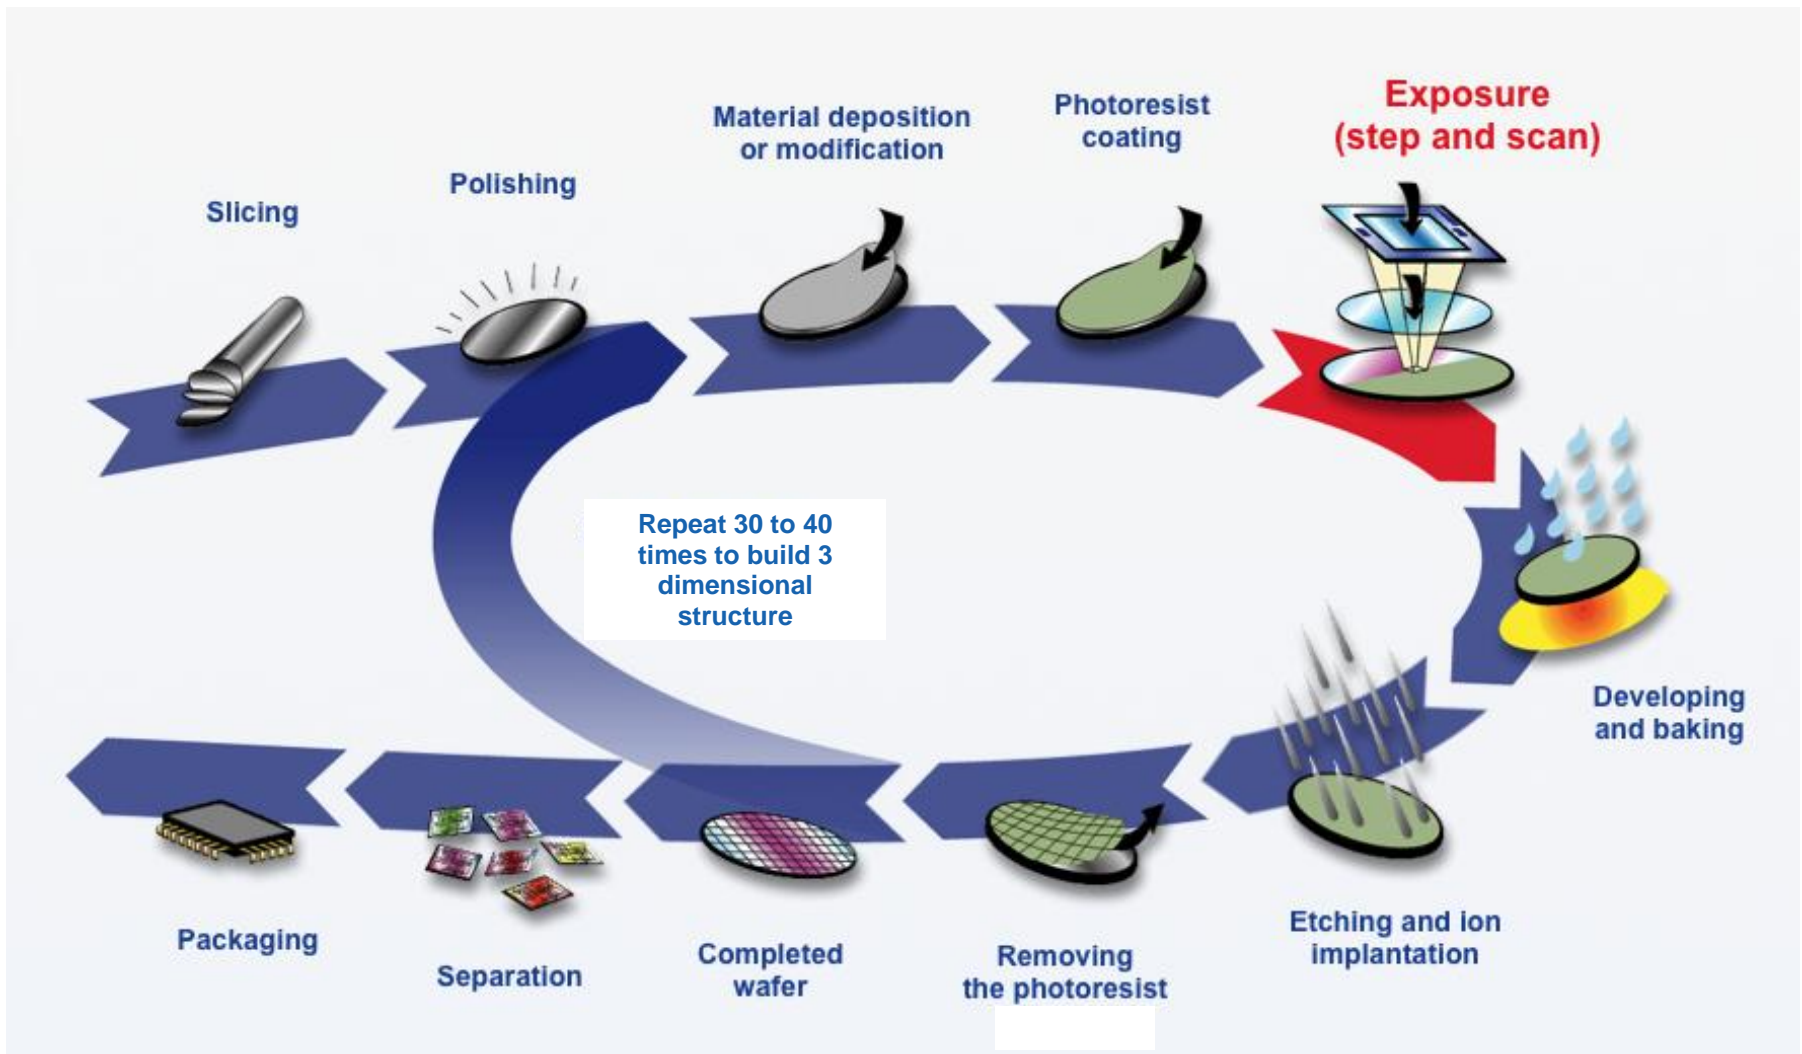 Slicing
Polishing
Material deposition
or modification
Photoresist
coating
Exposure
(step and scan)
Developing
and baking
Etching and ion
implantation
Removing
the photoresist
Completed
wafer
Separation
Packaging
Repeat 30 to 40
times to build 3
dimensional
structure